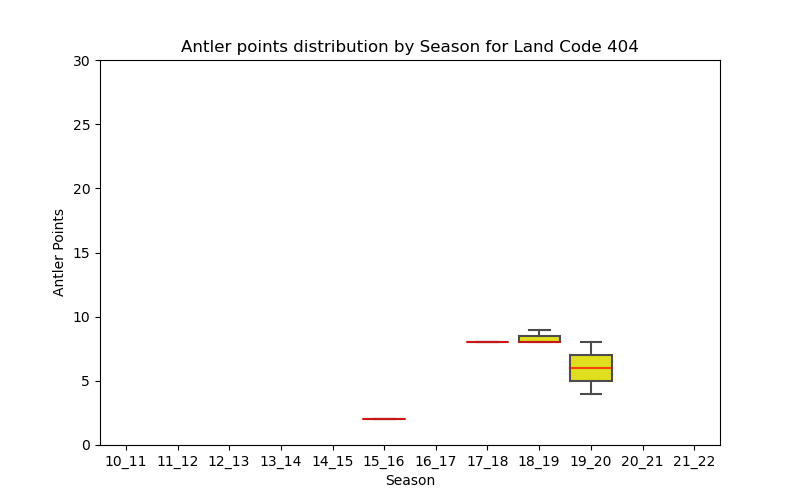 Antler points distribution by Season for Land Code 404
30
25
20
15
10
5
0
Antler Points
10_11 11_12 12_13 13_14 14_15 15_16 16_17 17_18 18_19 19_20 20_21 21_22
Season